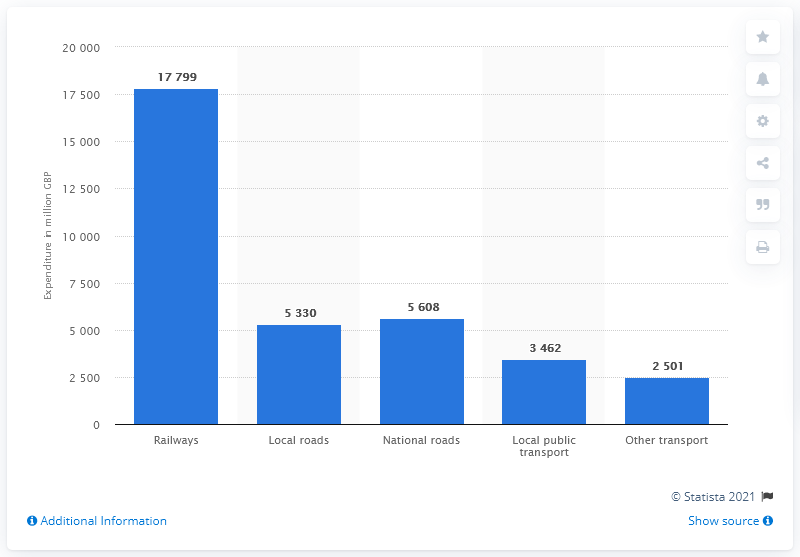 20 000
17 500
15 000
12 500
10 000
7 500
5 000
2 500
0
Expenditure in million GBP
17 799
5 330
5 608
3 462
2 501
Railways
Local roads
National roads
Local public
transport
Other transport
© Statista 2021
Additional Information
Show source